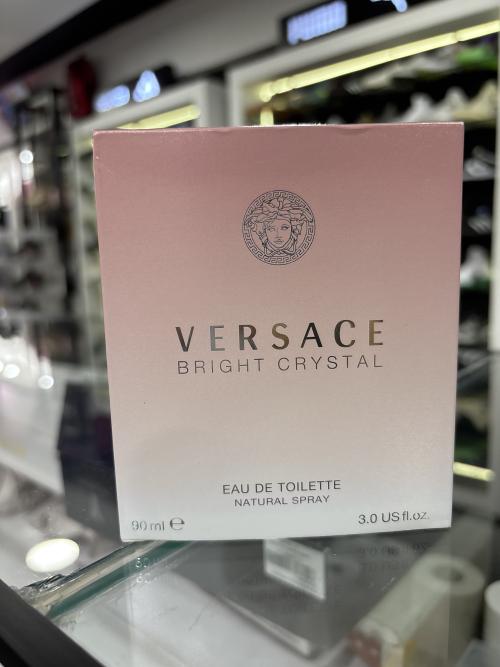 VERSACE
BRIGHT CRYSTAL
EAU DE TOILETTE
NATURAL SPRAY
90 ml ℮ 3.0 US fl.oz.